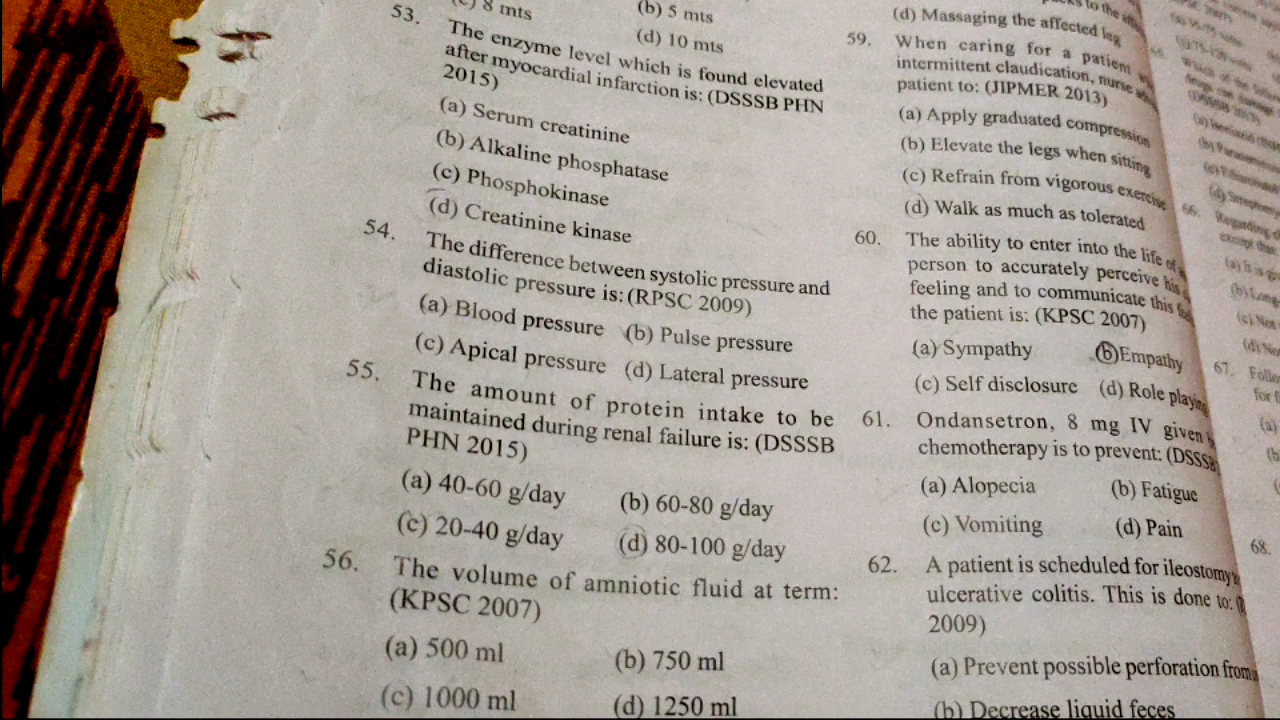 8 mts
(b) 5 mts
(d) 10 mts
53. The enzyme level which is found elevated
after myocardial infarction is: (DSSSB PHN
2015)
(a) Serum creatinine
(b) Alkaline phosphatase
(c) Phosphokinase
(d) Creatinine kinase
54. The difference between systolic pressure and
diastolic pressure is: (RPSC 2009)
(a) Blood pressure (b) Pulse pressure
(c) Apical pressure (d) Lateral pressure
55. The amount of protein intake to be
maintained during renal failure is: (DSSSB
PHN 2015)
(a) 40-60 g/day (b) 60-80 g/day
(c) 20-40 g/day (d) 80-100 g/day
56. The volume of amniotic fluid at term:
(KPSC 2007)
(a) 500 ml (b) 750 ml
(c) 1000 ml (d) 1250 ml
(d) Massaging the affected leg
59. When caring for a patient
intermittent claudication, nurse
patient to: (JIPMER 2013)
(a) Apply graduated compression
(b) Elevate the legs when sitting
(c) Refrain from vigorous exercise
(d) Walk as much as tolerated
60. The ability to enter into the life of
person to accurately perceive his
feeling and to communicate this
the patient is: (KPSC 2007)
(a) Sympathy (b) Empathy
(c) Self disclosure (d) Role playing
61. Ondansetron, 8 mg IV given
chemotherapy is to prevent: (DSSSB
(a) Alopecia (b) Fatigue
(c) Vomiting (d) Pain
62. A patient is scheduled for ileostomy
ulcerative colitis. This is done to:
2009)
(a) Prevent possible perforation from
(b) Decrease liquid feces
66. Regarding
except
67.
for
(a)
68.